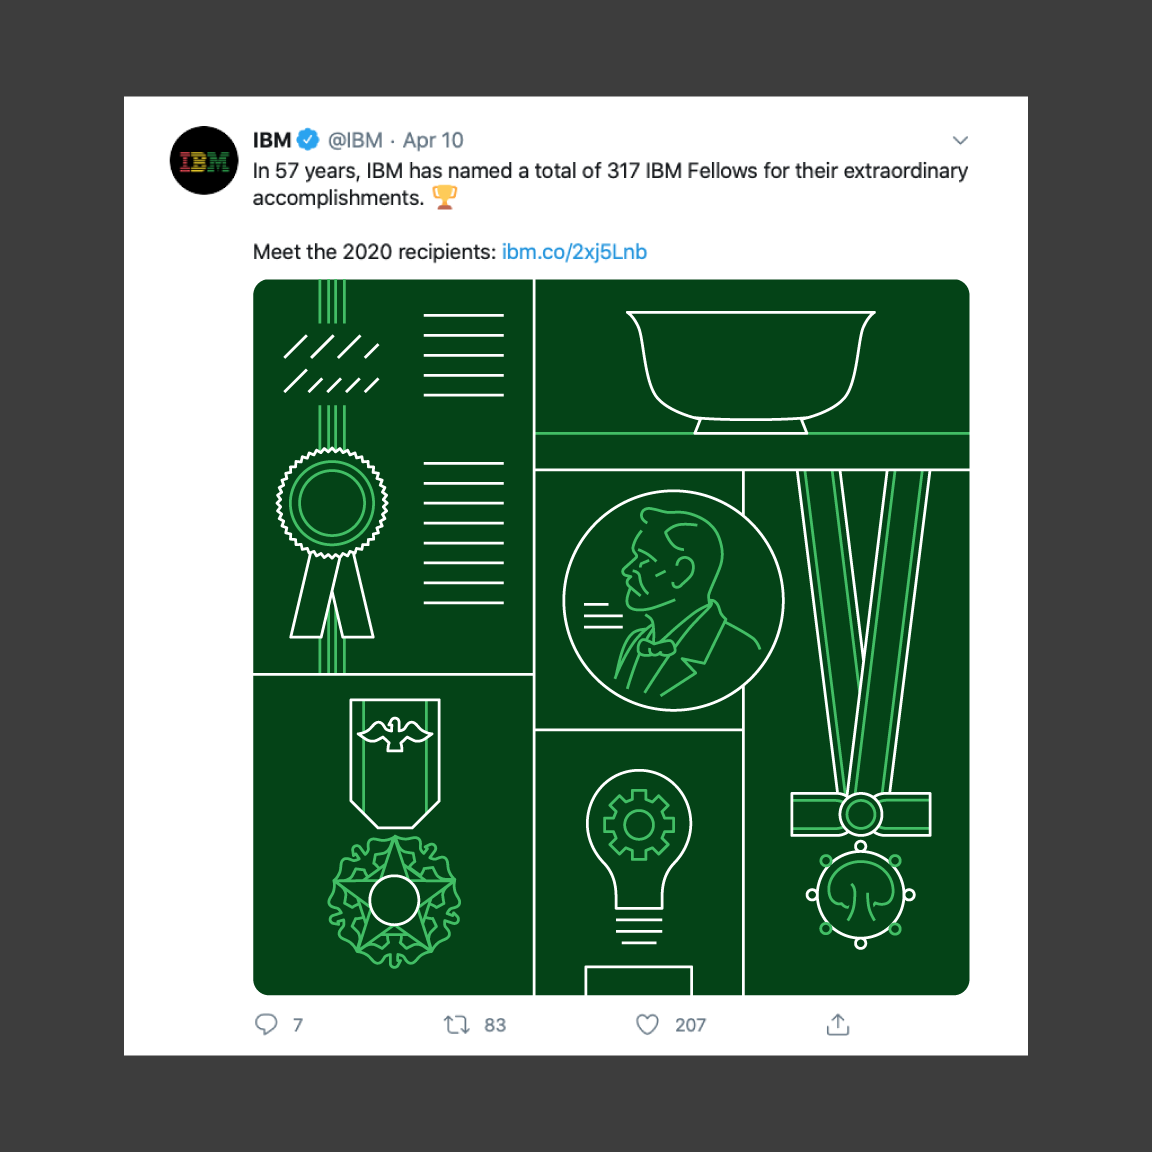 IBM
IBM @IBM · Apr 10
In 57 years, IBM has named a total of 317 IBM Fellows for their extraordinary
accomplishments. 🏆
Meet the 2020 recipients: ibm.co/2xj5Lnb
7 83 207